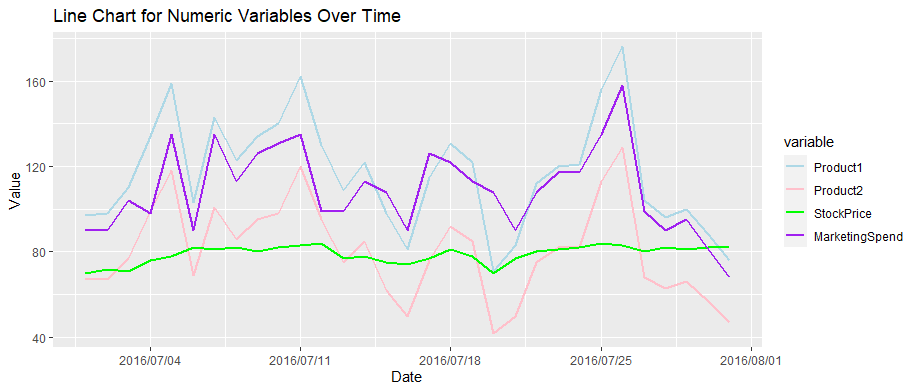 Line Chart for Numeric Variables Over Time
Value
160
120
80
40
2016/07/04
2016/07/11
2016/07/18
2016/07/25
2016/08/01
Date
variable
Product1
Product2
StockPrice
MarketingSpend